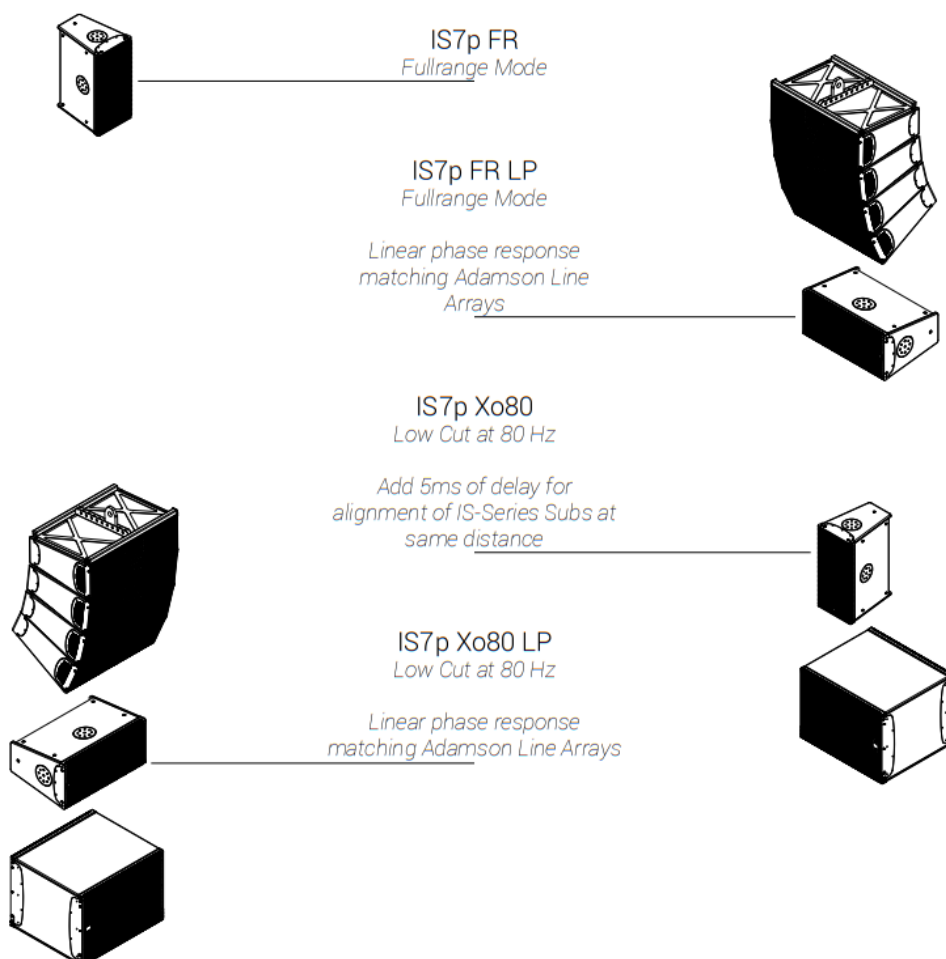 IS7p FR
Fullrange Mode
IS7p FR LP
Fullrange Mode
Linear phase response
matching Adamson Line
Arrays
IS7p Xo80
Low Cut at 80 Hz
Add 5ms of delay for
alignment of IS-Series Subs at
same distance
IS7p Xo80 LP
Low Cut at 80 Hz
Linear phase response
matching Adamson Line Arrays